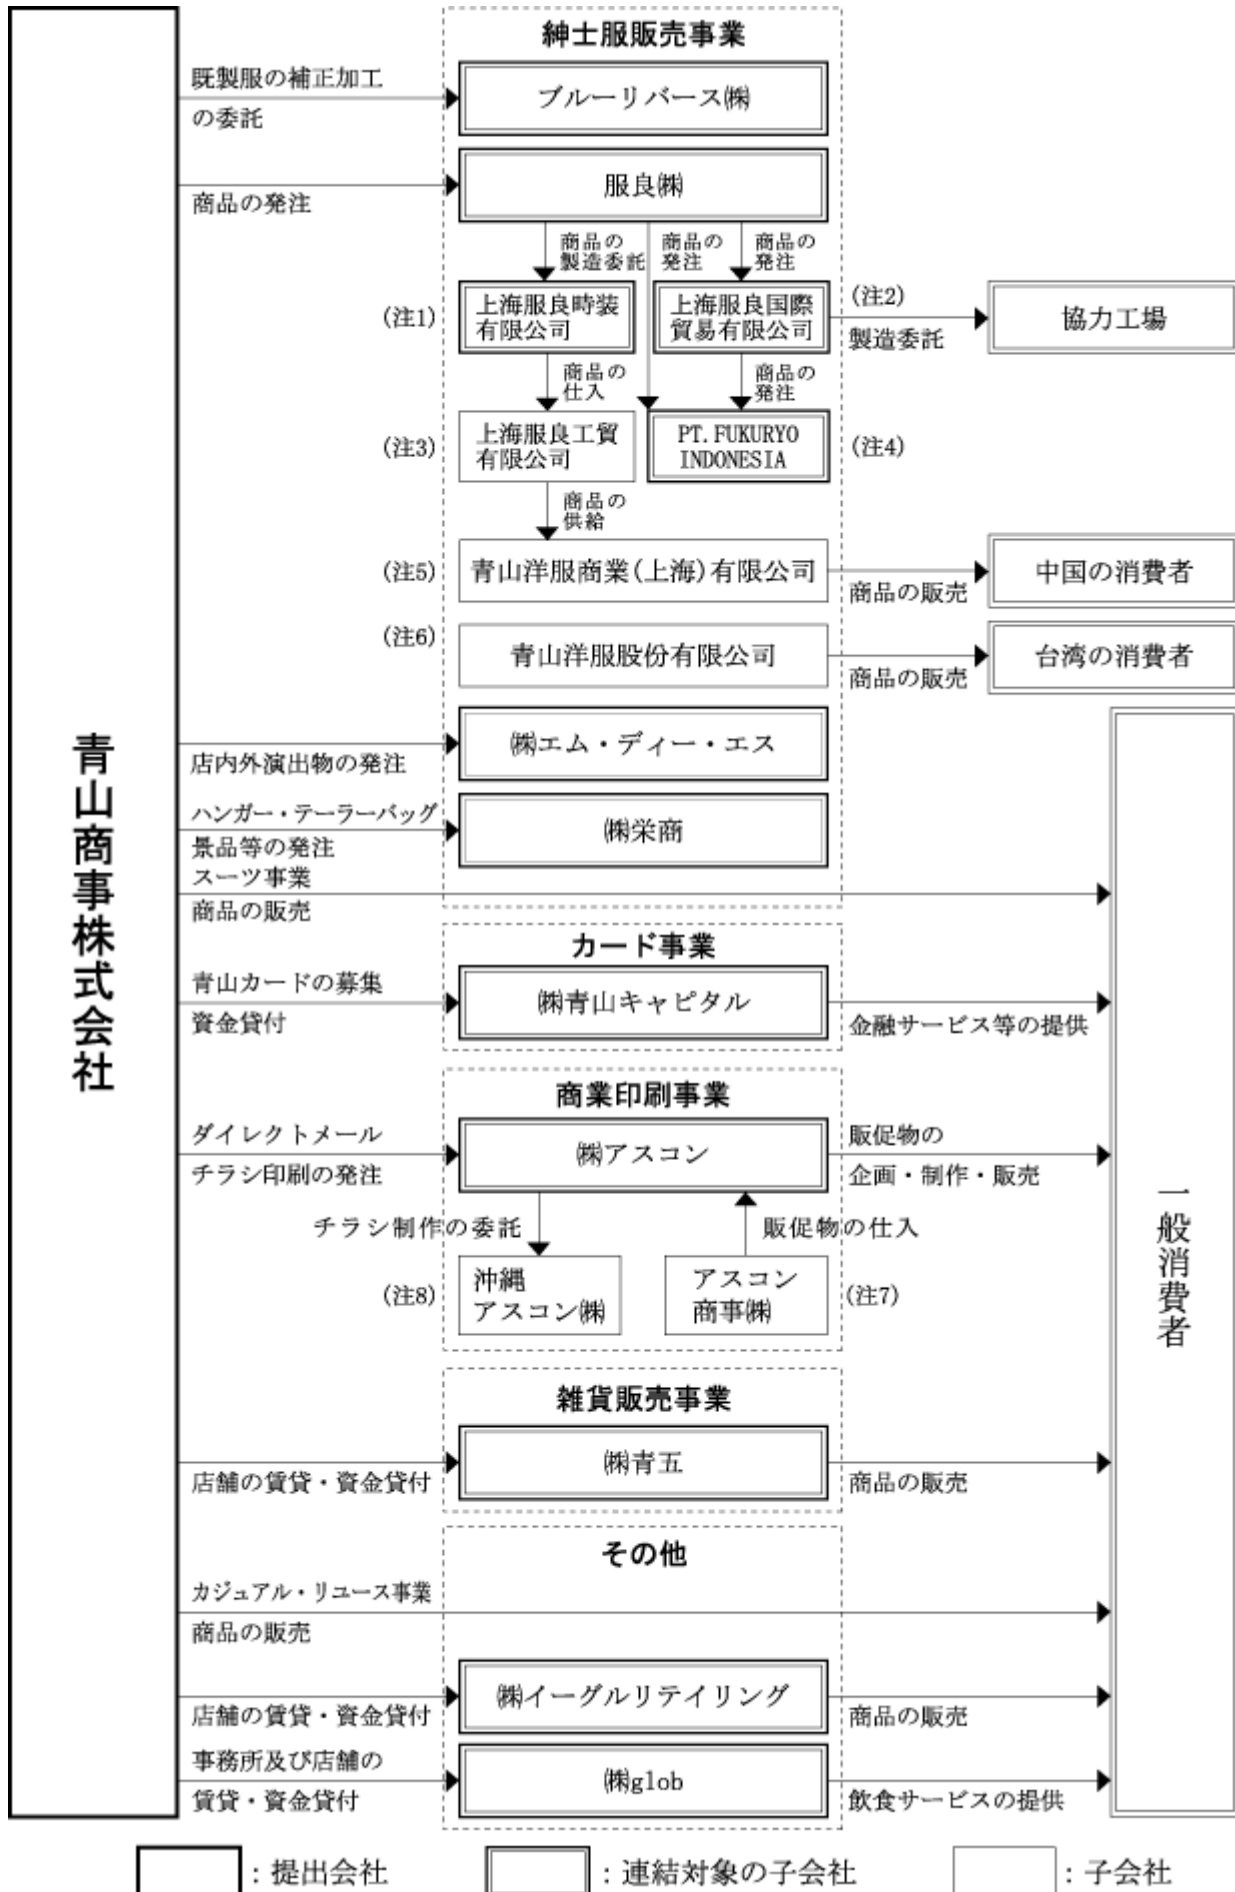 青山商事株式会社
紳士服販売事業
既製服の補正加工
の委託
ブルーリバース㈱
商品の発注
服良㈱
商品の
製造委託
商品の
発注
商品の
発注
(注1)
上海服良時装
有限公司
上海服良国際
貿易有限公司
(注2)
製造委託
協力工場
商品の
仕入
商品の
発注
(注3)
上海服良工貿
有限公司
PT.FUKURYO
INDONESIA
(注4)
商品の
供給
(注5)
青山洋服商業(上海)有限公司
商品の販売
中国の消費者
(注6)
青山洋服股份有限公司
商品の販売
台湾の消費者
店内外演出物の発注
㈱エム・ディー・エス
ハンガー・テーラーバッグ
景品等の発注
㈱栄商
スーツ事業
商品の販売
一般消費者
カード事業
青山カードの募集
資金貸付
㈱青山キャピタル
金融サービス等の提供
商業印刷事業
ダイレクトメール
チラシ印刷の発注
㈱アスコン
販促物の
企画・制作・販売
チラシ制作の委託
販促物の仕入
(注8)
沖縄
アスコン㈱
アスコン
商事㈱
(注7)
雑貨販売事業
店舗の賃貸・資金貸付
㈱青五
商品の販売
その他
カジュアル・リユース事業
商品の販売
店舗の賃貸・資金貸付
㈱イーグルリテイリング
商品の販売
事務所及び店舗の
賃貸・資金貸付
㈱glob
飲食サービスの提供
：提出会社
：連結対象の子会社
：子会社